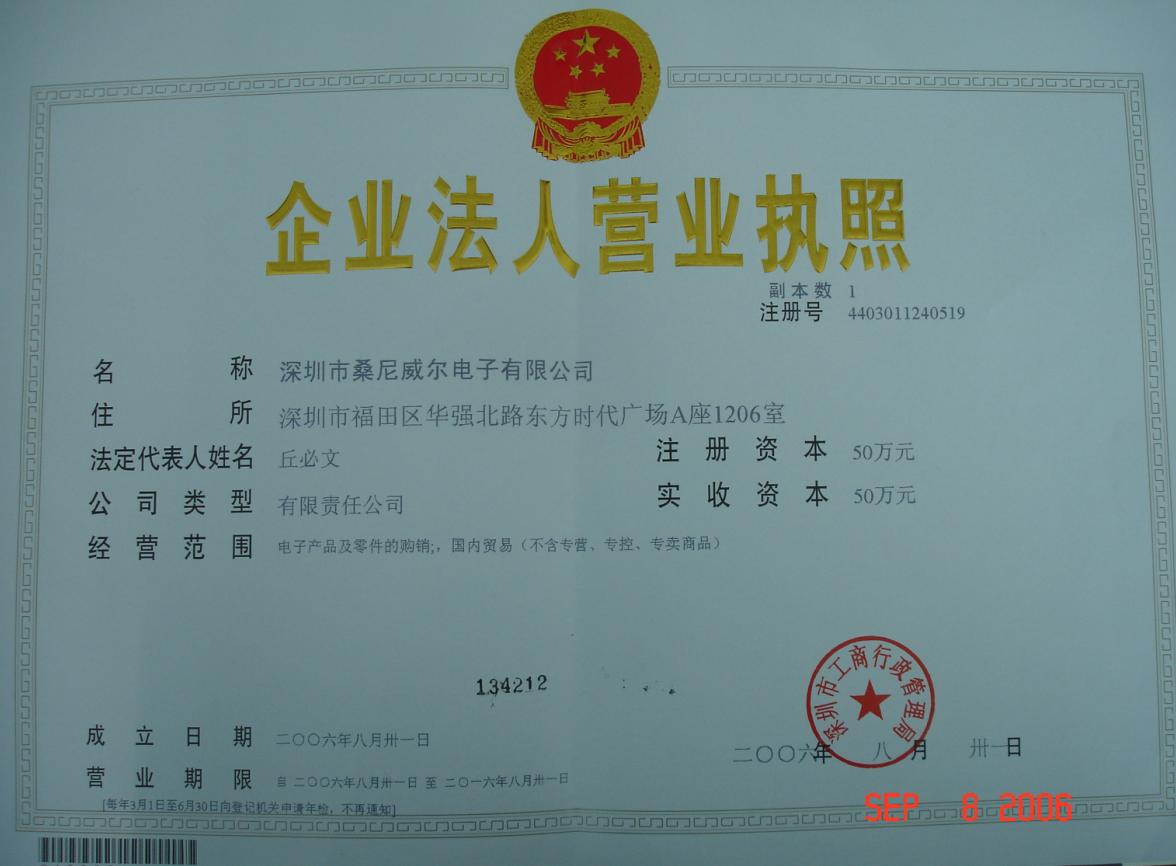 企业法人营业执照
副本数 1
注册号 4403011240519
名称 深圳市桑尼威尔电子有限公司
住所 深圳市福田区华强北路东方时代广场A座1206室
法定代表人姓名 丘必文
注册资本 50万元
公司类型 有限责任公司
实收资本 50万元
经营范围 电子产品及零件的购销;，国内贸易（不含专营、专控、专卖商品）
134212
深圳市工商行政管理局
成立日期 二〇〇六年八月卅一日
二〇〇六年 八月 卅一日
营业期限 自 二〇〇六年八月卅一日 至 二〇一六年八月卅一日
[每年3月1日至6月30日向登记机关申请年检，不再通知]
SEP 8 2006